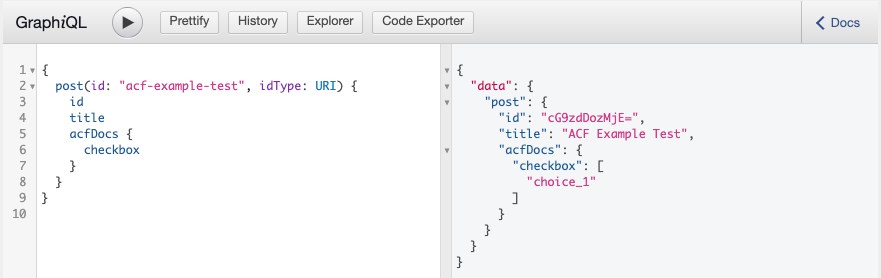 GraphiQL Prettify History Explorer Code Exporter Docs
1 {
2 post(id: "acf-example-test", idType: URI) {
3 id
4 title
5 acfDocs {
6 checkbox
7 }
8 }
9 }
10
{
"data": {
"post": {
"id": "cG9zdDozMjE=",
"title": "ACF Example Test",
"acfDocs": {
"checkbox": [
"choice_1"
]
}
}
}
}